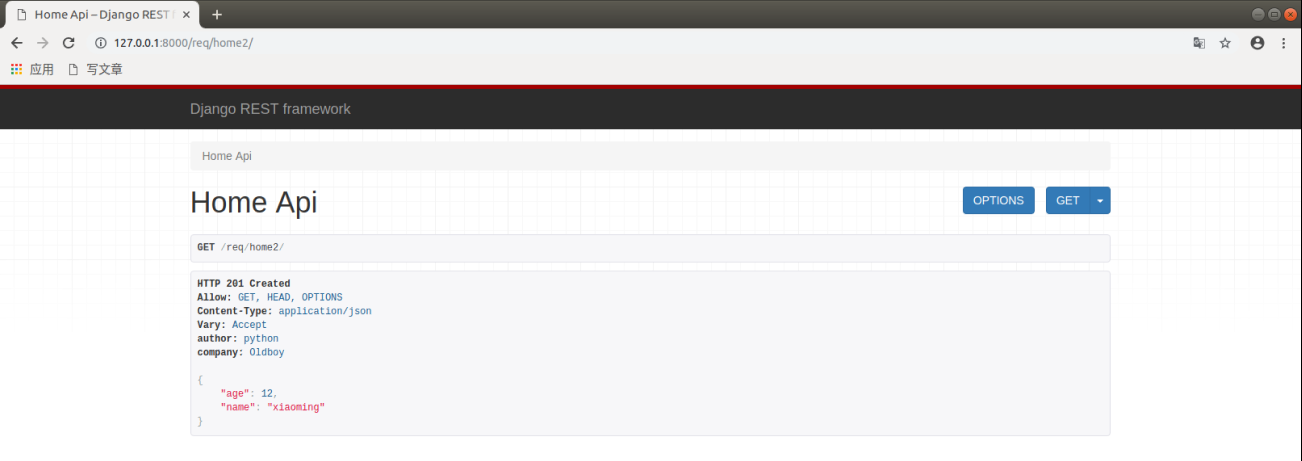 Home Api – Django REST f
127.0.0.1:8000/req/home2/
应用 写文章
Django REST framework
Home Api
Home Api
OPTIONS GET
GET /req/home2/
HTTP 201 Created
Allow: GET, HEAD, OPTIONS
Content-Type: application/json
Vary: Accept
author: python
company: Oldboy
{
    "age": 12,
    "name": "xiaoming"
}